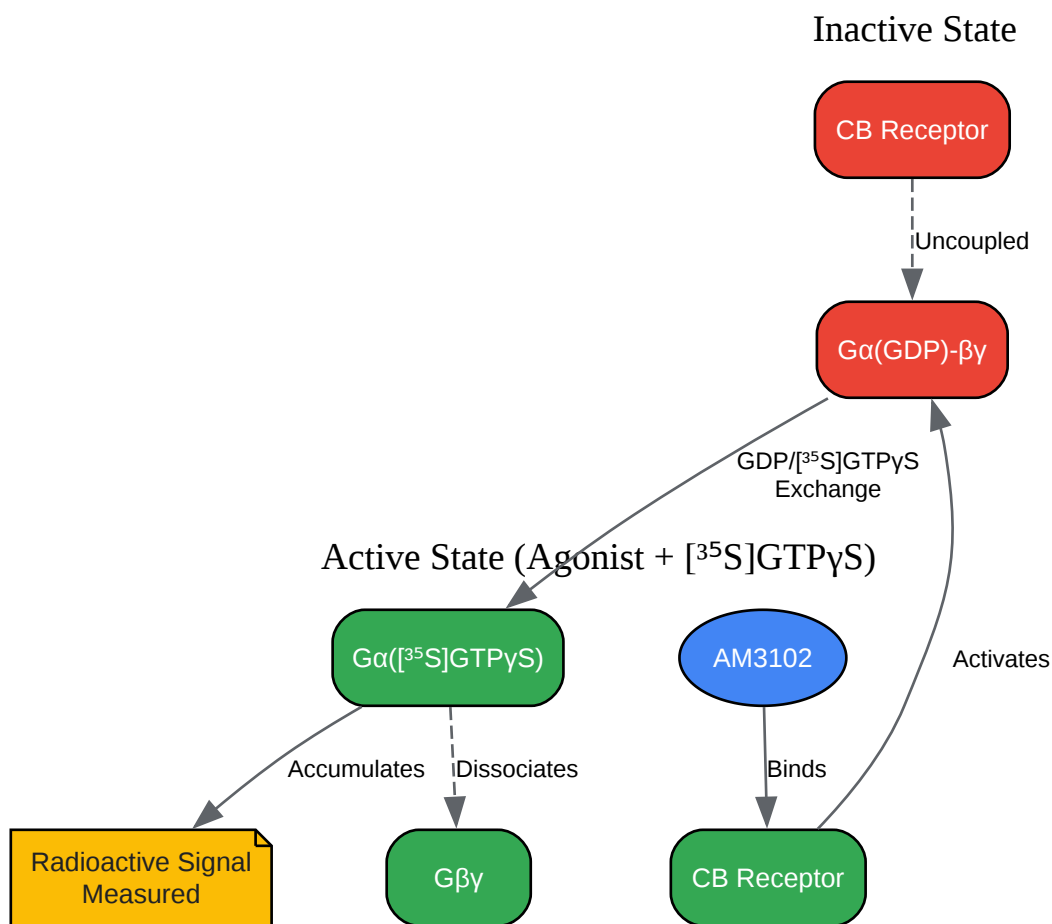 Inactive State
CB Receptor
Uncoupled
Gα(GDP)-βγ
GDP/[³⁵S]GTPγS
Exchange
Active State (Agonist + [³⁵S]GTPγS)
Gα([³⁵S]GTPγS)
AM3102
Activates
Accumulates
Dissociates
Binds
Radioactive Signal
Measured
Gβγ
CB Receptor